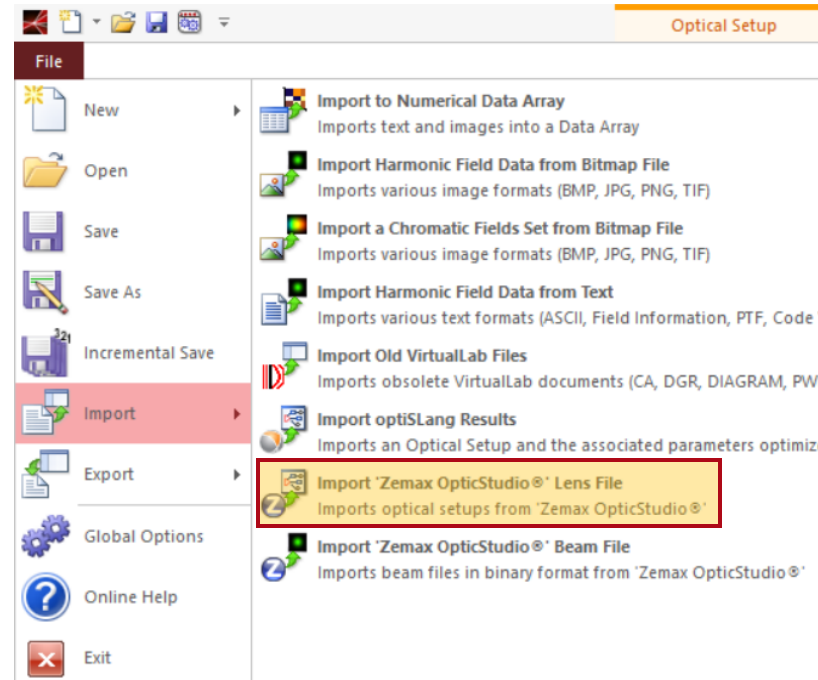 Optical Setup
File
New
Open
Save
Save As
Incremental Save
Import
Export
Global Options
Online Help
Exit
Import to Numerical Data Array
Imports text and images into a Data Array
Import Harmonic Field Data from Bitmap File
Imports various image formats (BMP, JPG, PNG, TIF)
Import a Chromatic Fields Set from Bitmap File
Imports various image formats (BMP, JPG, PNG, TIF)
Import Harmonic Field Data from Text
Imports various text formats (ASCII, Field Information, PTF, Code
Import Old VirtualLab Files
Imports obsolete VirtualLab documents (CA, DGR, DIAGRAM, PW
Import optiSLang Results
Imports an Optical Setup and the associated parameters optimize
Import 'Zemax OpticStudio®' Lens File
Imports optical setups from 'Zemax OpticStudio®'
Import 'Zemax OpticStudio®' Beam File
Imports beam files in binary format from 'Zemax OpticStudio®'